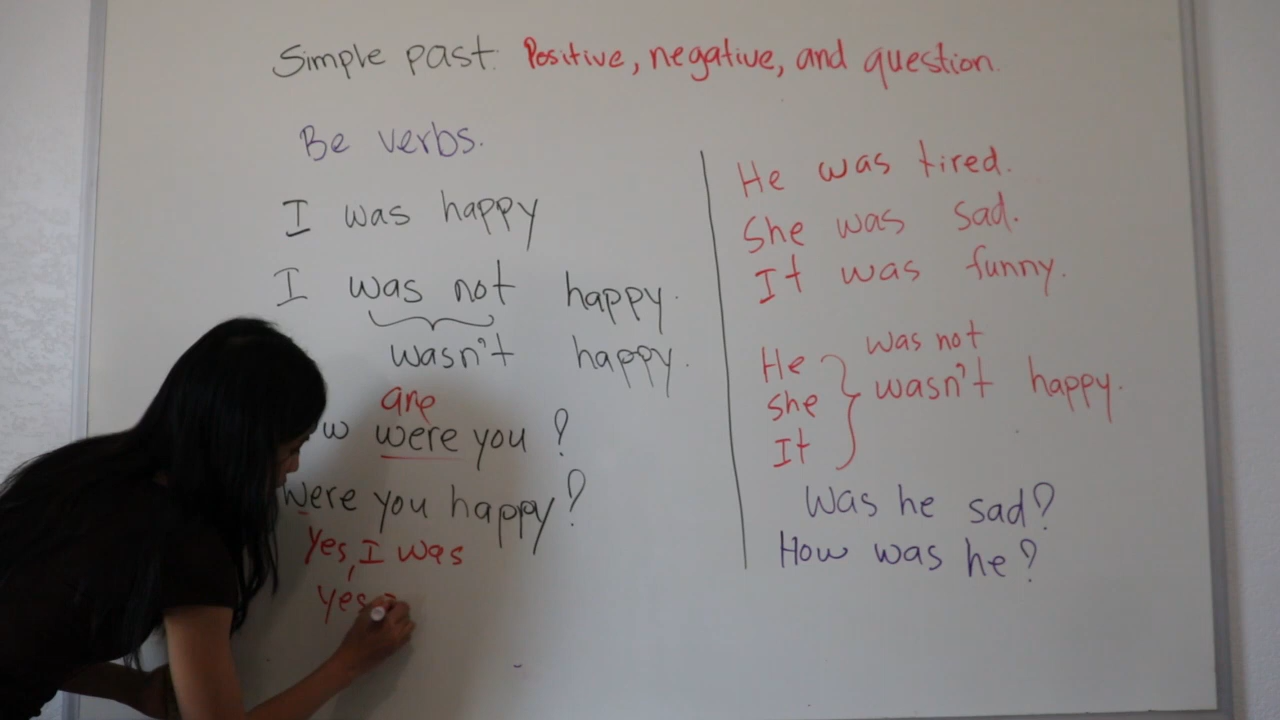 Simple past: Positive, negative, and question.
Be verbs.
I was happy
I was not happy.
wasn't happy.
are
were you?
Were you happy?
Yes, I was
Yes
He was tired.
She was sad.
It was funny.
He
She
It
was not
wasn't happy.
Was he sad?
How was he?